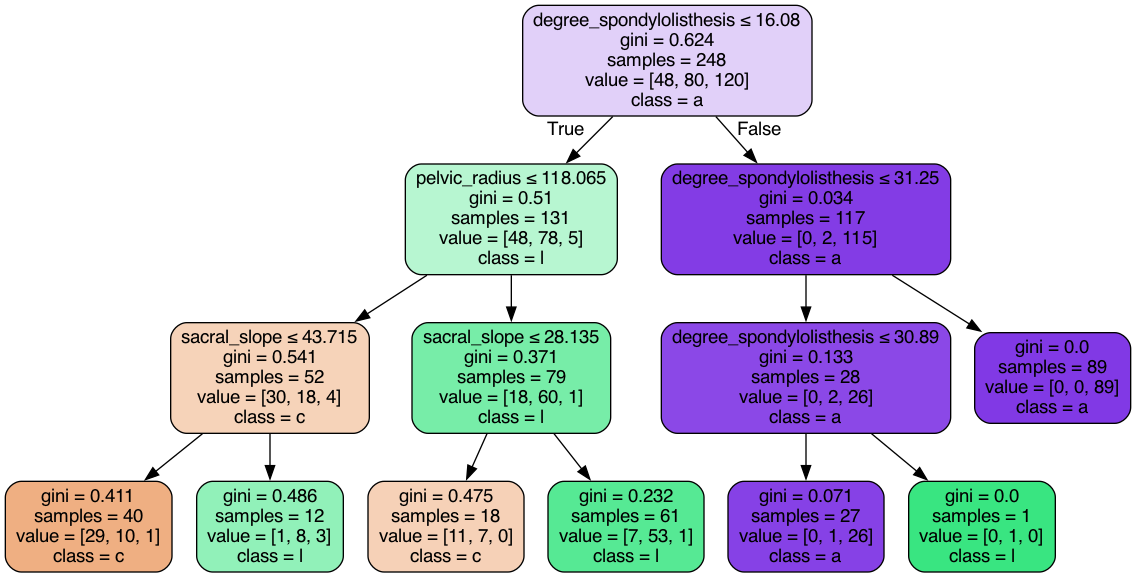 degree_spondylolisthesis ≤ 16.08
gini = 0.624
samples = 248
value = [48, 80, 120]
class = a
True
False
pelvic_radius ≤ 118.065
gini = 0.51
samples = 131
value = [48, 78, 5]
class = l
degree_spondylolisthesis ≤ 31.25
gini = 0.034
samples = 117
value = [0, 2, 115]
class = a
sacral_slope ≤ 43.715
gini = 0.541
samples = 52
value = [30, 18, 4]
class = c
sacral_slope ≤ 28.135
gini = 0.371
samples = 79
value = [18, 60, 1]
class = l
degree_spondylolisthesis ≤ 30.89
gini = 0.133
samples = 28
value = [0, 2, 26]
class = a
gini = 0.0
samples = 89
value = [0, 0, 89]
class = a
gini = 0.411
samples = 40
value = [29, 10, 1]
class = c
gini = 0.486
samples = 12
value = [1, 8, 3]
class = l
gini = 0.475
samples = 18
value = [11, 7, 0]
class = c
gini = 0.232
samples = 61
value = [7, 53, 1]
class = l
gini = 0.071
samples = 27
value = [0, 1, 26]
class = a
gini = 0.0
samples = 1
value = [0, 1, 0]
class = l